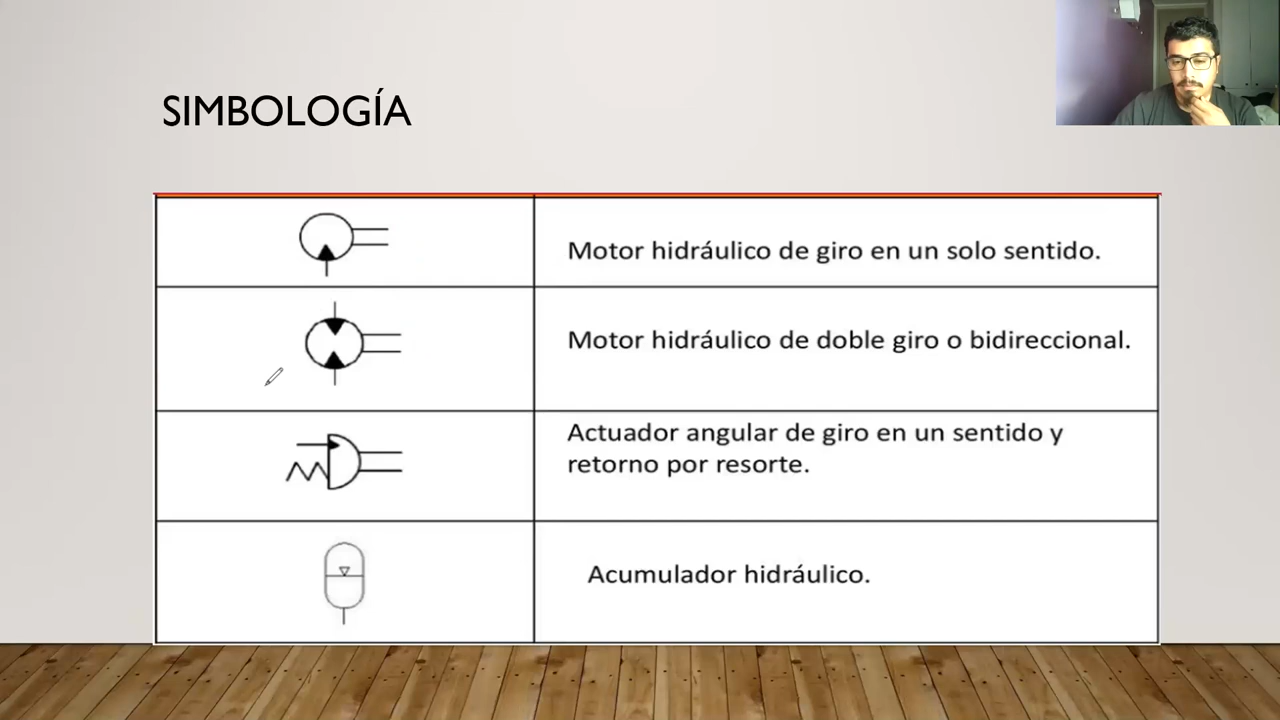 SIMBOLOGÍA
Motor hidráulico de giro en un solo sentido.
Motor hidráulico de doble giro o bidireccional.
Actuador angular de giro en un sentido y
retorno por resorte.
Acumulador hidráulico.